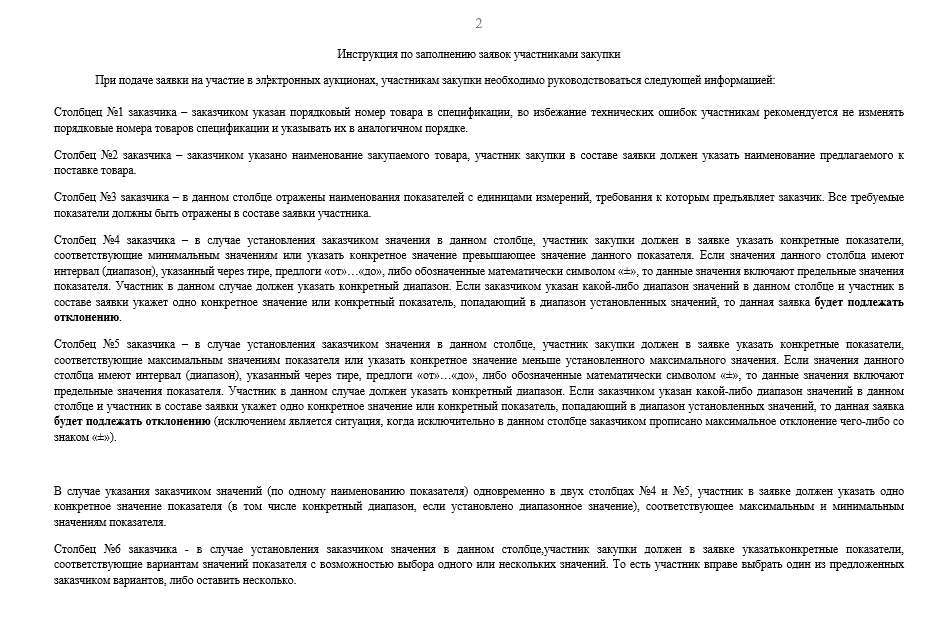 2
Инструкция по заполнению заявок участниками закупки
При подаче заявки на участие в электронных аукционах, участникам закупки необходимо руководствоваться следующей информацией:
Столбцец №1 заказчика – заказчиком указан порядковый номер товара в спецификации, во избежание технических ошибок участникам рекомендуется не изменять
порядковые номера товаров спецификации и указывать их в аналогичном порядке.
Столбец №2 заказчика – заказчиком указано наименование закупаемого товара, участник закупки в составе заявки должен указать наименование предлагаемого к
поставке товара.
Столбец №3 заказчика – в данном столбце отражены наименования показателей с единицами измерений, требования к которым предъявляет заказчик. Все требуемые
показатели должны быть отражены в составе заявки участника.
Столбец №4 заказчика – в случае установления заказчиком значения в данном столбце, участник закупки должен в заявке указать конкретные показатели,
соответствующие минимальным значениям или указать конкретное значение превышающее значение данного показателя. Если значения данного столбца имеют
интервал (диапазон), указанный через тире, предлоги «от»…«до», либо обозначенные математически символом «±», то данные значения включают предельные значения
показателя. Участник в данном случае должен указать конкретный диапазон. Если заказчиком указан какой-либо диапазон значений в данном столбце и участник в
составе заявки укажет одно конкретное значение или конкретный показатель, попадающий в диапазон установленных значений, то данная заявка будет подлежать
отклонению.
Столбец №5 заказчика – в случае установления заказчиком значения в данном столбце, участник закупки должен в заявке указать конкретные показатели,
соответствующие максимальным значениям показателя или указать конкретное значение меньше установленного максимального значения. Если значения данного
столбца имеют интервал (диапазон), указанный через тире, предлоги «от»…«до», либо обозначенные математически символом «±», то данные значения включают
предельные значения показателя. Участник в данном случае должен указать конкретный диапазон. Если заказчиком указан какой-либо диапазон значений в данном
столбце и участник в составе заявки укажет одно конкретное значение или конкретный показатель, попадающий в диапазон установленных значений, то данная заявка
будет подлежать отклонению (исключением является ситуация, когда исключительно в данном столбце заказчиком прописано максимальное отклонение чего-либо со
знаком «±»).
В случае указания заказчиком значений (по одному наименованию показателя) одновременно в двух столбцах №4 и №5, участник в заявке должен указать одно
конкретное значение показателя (в том числе конкретный диапазон, если установлено диапазонное значение), соответствующее максимальным и минимальным
значениям показателя.
Столбец №6 заказчика - в случае установления заказчиком значения в данном столбце,участник закупки должен в заявке указатьконкретные показатели,
соответствующие вариантам значений показателя с возможностью выбора одного или нескольких значений. То есть участник вправе выбрать один из предложенных
заказчиком вариантов, либо оставить несколько.